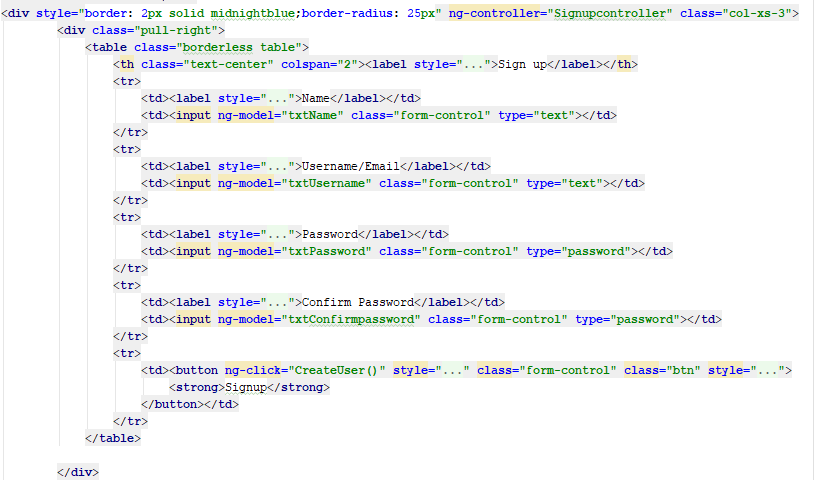 <div style="border: 2px solid midnightblue;border-radius: 25px" ng-controller="Signupcontroller" class="col-xs-3">
<div class="pull-right">
<table class="borderless table">
<th class="text-center" colspan="2"><label style="...">Sign up</label></th>
<tr>
<td><label style="...">Name</label></td>
<td><input ng-model="txtName" class="form-control" type="text"></td>
</tr>
<tr>
<td><label style="...">Username/Email</label></td>
<td><input ng-model="txtUsername" class="form-control" type="text"></td>
</tr>
<tr>
<td><label style="...">Password</label></td>
<td><input ng-model="txtPassword" class="form-control" type="password"></td>
</tr>
<tr>
<td><label style="...">Confirm Password</label></td>
<td><input ng-model="txtConfirmpassword" class="form-control" type="password"></td>
</tr>
<tr>
<td><button ng-click="CreateUser()" style="..." class="form-control" class="btn" style="...">
<strong>Signup</strong>
</button></td>
</tr>
</table>
</div>